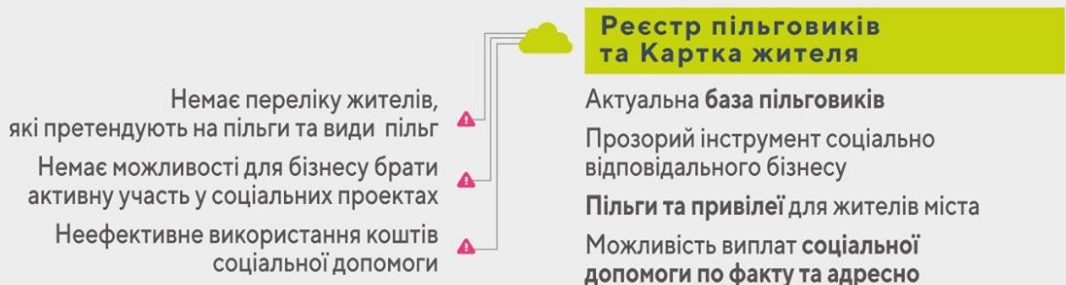 Немає переліку жителів,
які претендують на пільги та види пільг
Немає можливості для бізнесу брати
активну участь у соціальних проектах
Неефективне використання коштів
соціальної допомоги
Реєстр пільговиків
та Картка жителя
Актуальна база пільговиків
Прозорий інструмент соціально
відповідального бізнесу
Пільги та привілеї для жителів міста
Можливість виплат соціальної
допомоги по факту та адресно